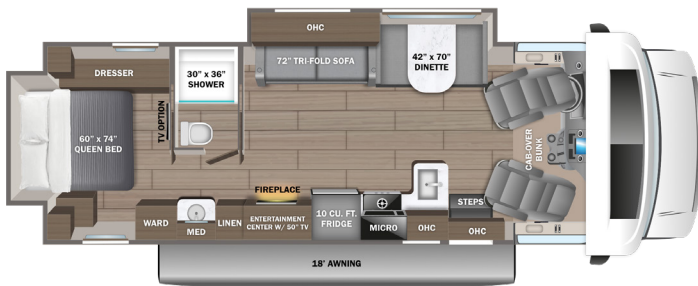 OHC
72" TRI-FOLD SOFA
42" x 70"
DINETTE
DRESSER
30" x 36"
SHOWER
TV OPTION
60" x 74"
QUEEN BED
CAB-OVER
BUNK
FIREPLACE
WARD
MED
LINEN
ENTERTAINMENT
CENTER W/ 50" TV
10 CU. FT.
FRIDGE
MICRO
OHC
STEPS
OHC
18' AWNING